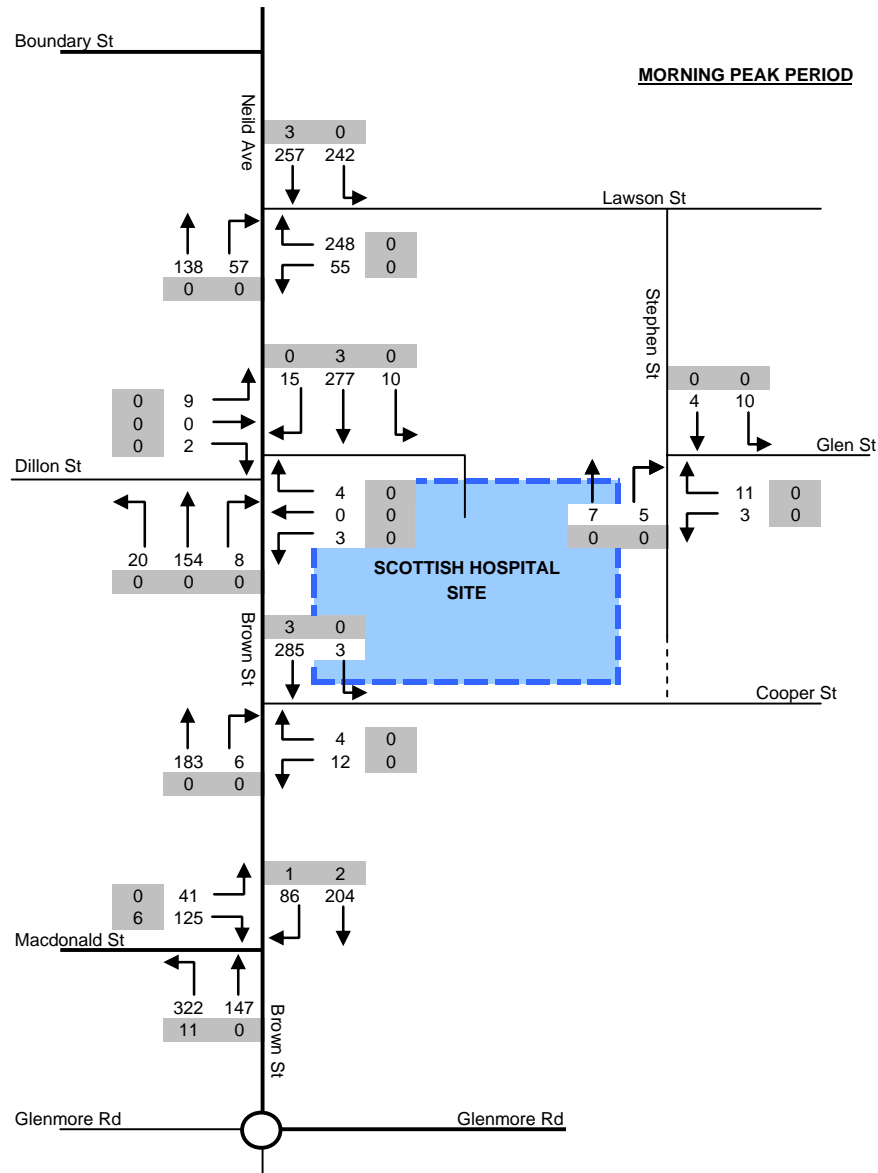 Boundary St
MORNING PEAK PERIOD
Neild Ave
3 0
257 242
Lawson St
138 57
0 0
248 0
55 0
Stephen St
0 3 0
15 277 10
0 9
0 0
0 2
0 0
4 10
Glen St
Dillon St
4 0
0 0
3 0
7 5
0 0
11 0
3 0
20 154 8
0 0 0
SCOTTISH HOSPITAL
SITE
Brown St
3 0
285 3
Cooper St
183 6
0 0
4 0
12 0
1 2
86 204
0 41
6 125
Macdonald St
322 147
11 0
Brown St
Glenmore Rd
Glenmore Rd